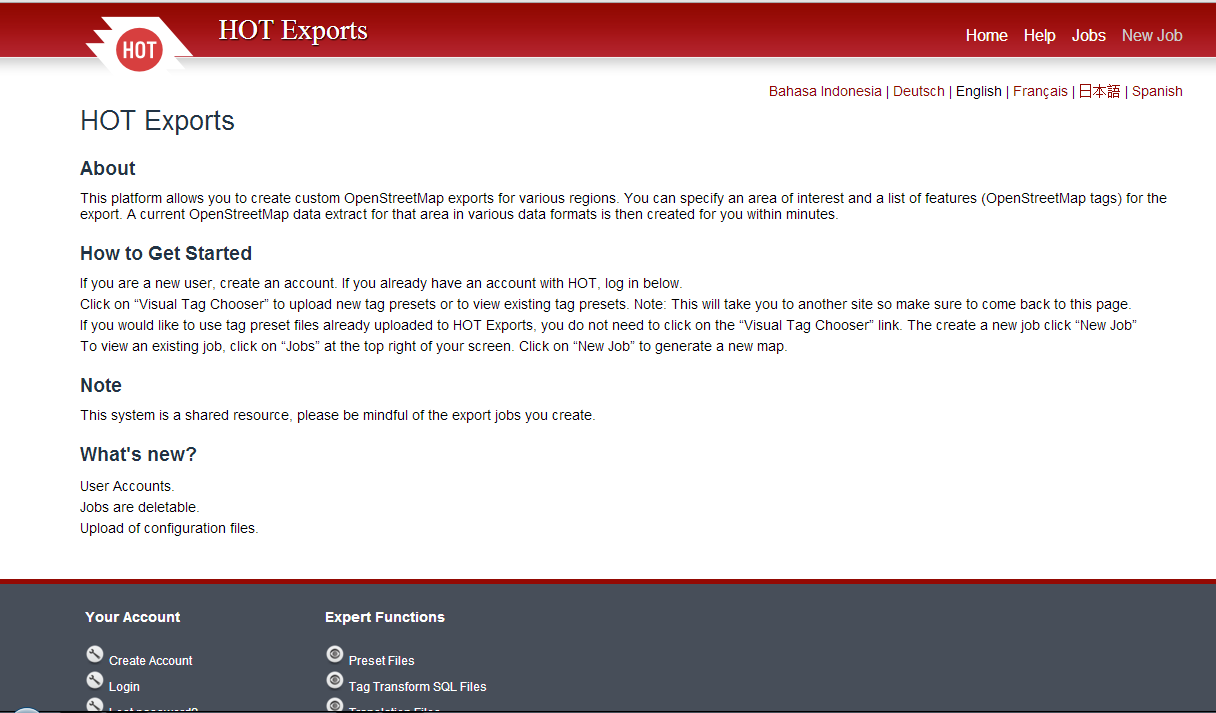 HOT
HOT Exports
Home Help Jobs New Job
Bahasa Indonesia | Deutsch | English | Français | 日本語 | Spanish
HOT Exports
About
This platform allows you to create custom OpenStreetMap exports for various regions. You can specify an area of interest and a list of features (OpenStreetMap tags) for the
export. A current OpenStreetMap data extract for that area in various data formats is then created for you within minutes.
How to Get Started
If you are a new user, create an account. If you already have an account with HOT, log in below.
Click on “Visual Tag Chooser” to upload new tag presets or to view existing tag presets. Note: This will take you to another site so make sure to come back to this page.
If you would like to use tag preset files already uploaded to HOT Exports, you do not need to click on the “Visual Tag Chooser” link. The create a new job click “New Job”
To view an existing job, click on “Jobs” at the top right of your screen. Click on “New Job” to generate a new map.
Note
This system is a shared resource, please be mindful of the export jobs you create.
What's new?
User Accounts.
Jobs are deletable.
Upload of configuration files.
Your Account
Create Account
Login
Lost password?
Expert Functions
Preset Files
Tag Transform SQL Files
Translation Files